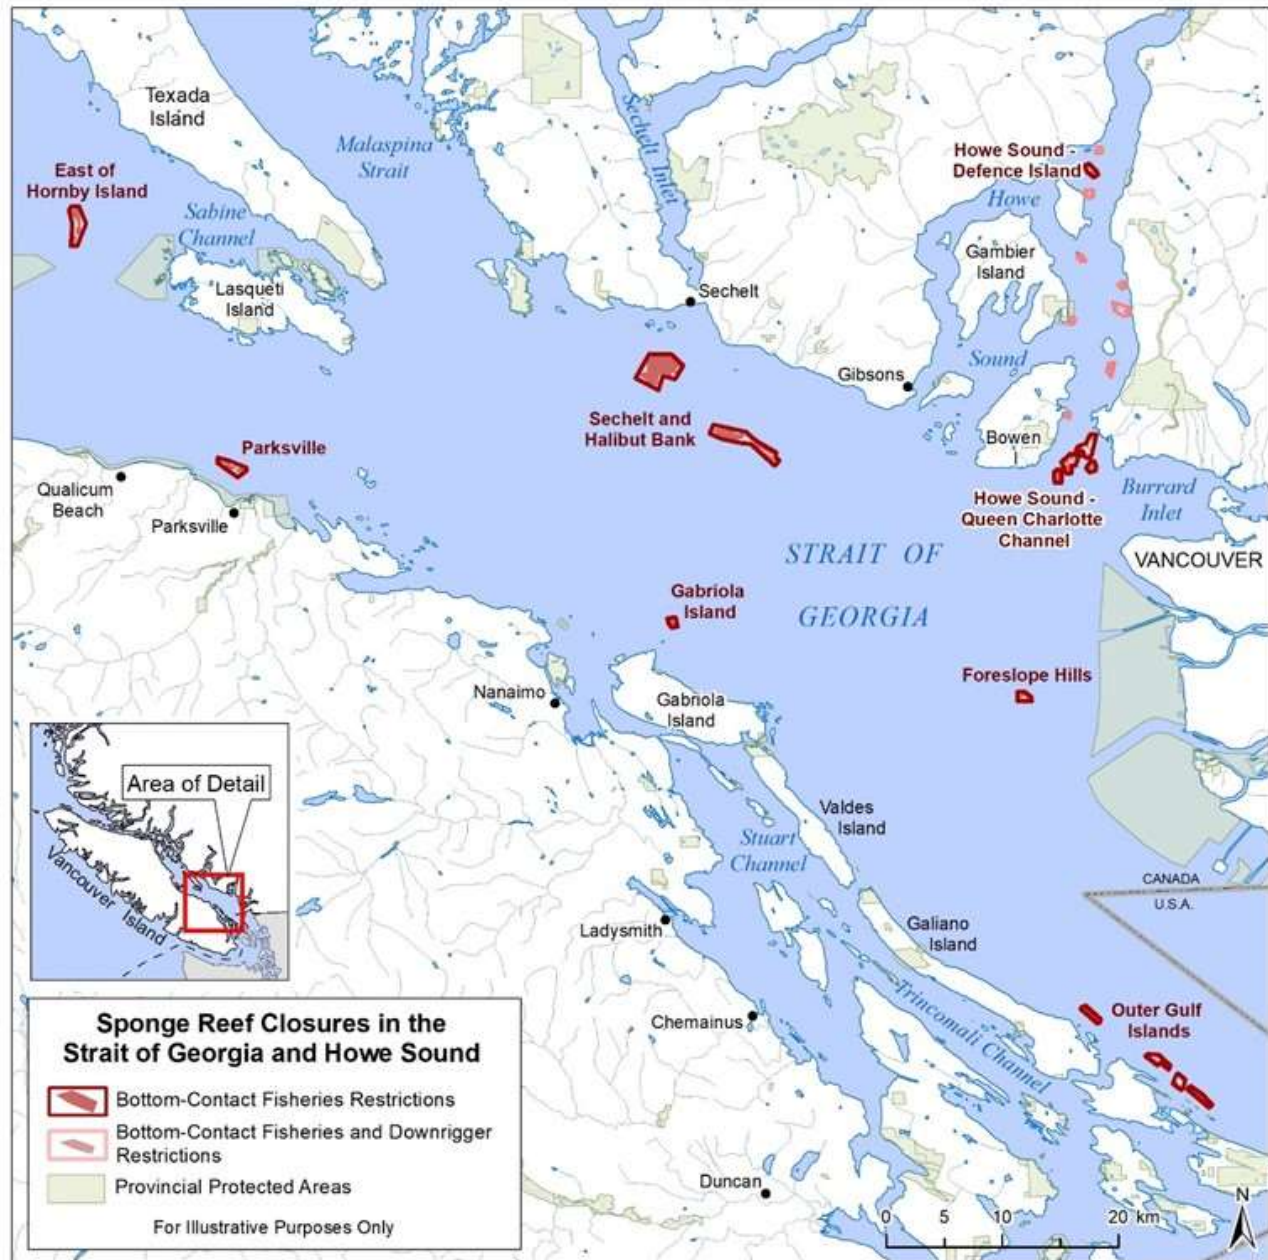 Texada
Island
Malaspina
Strait
Sechelt Inlet
Howe Sound -
Defence Island
East of
Hornby Island
Howe
Sabine
Channel
Gambier
Island
Lasqueti
Island
Sechelt
Sound
Gibsons
Sechelt and
Halibut Bank
Bowen
I
Parksville
Qualicum
Beach
Burrard
Inlet
Howe Sound -
Queen Charlotte
Channel
Parksville
STRAIT OF
GEORGIA
VANCOUVER
Gabriola
Island
Foreslope Hills
Nanaimo
Gabriola
Island
Area of Detail
Vancouver Island
Valdes
Island
Stuart
Channel
CANADA
U.S.A.
Ladysmith
Galiano
Island
Trincomali Channel
Outer Gulf
Islands
Chemainus
Sponge Reef Closures in the
Strait of Georgia and Howe Sound
Bottom-Contact Fisheries Restrictions
Bottom-Contact Fisheries and Downrigger
Restrictions
Provincial Protected Areas
For Illustrative Purposes Only
Duncan
N
0 5 10 20 km